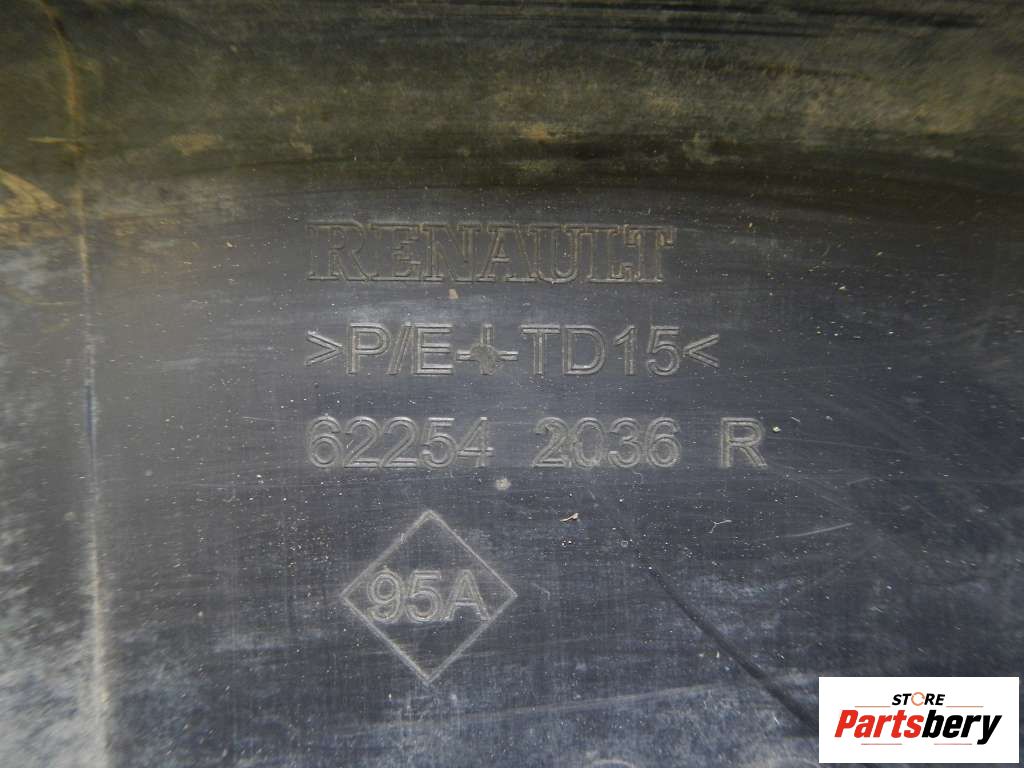 RENAULT
>P/E-I-TD15<
62254 2036 R
95A
STORE
Partsbery